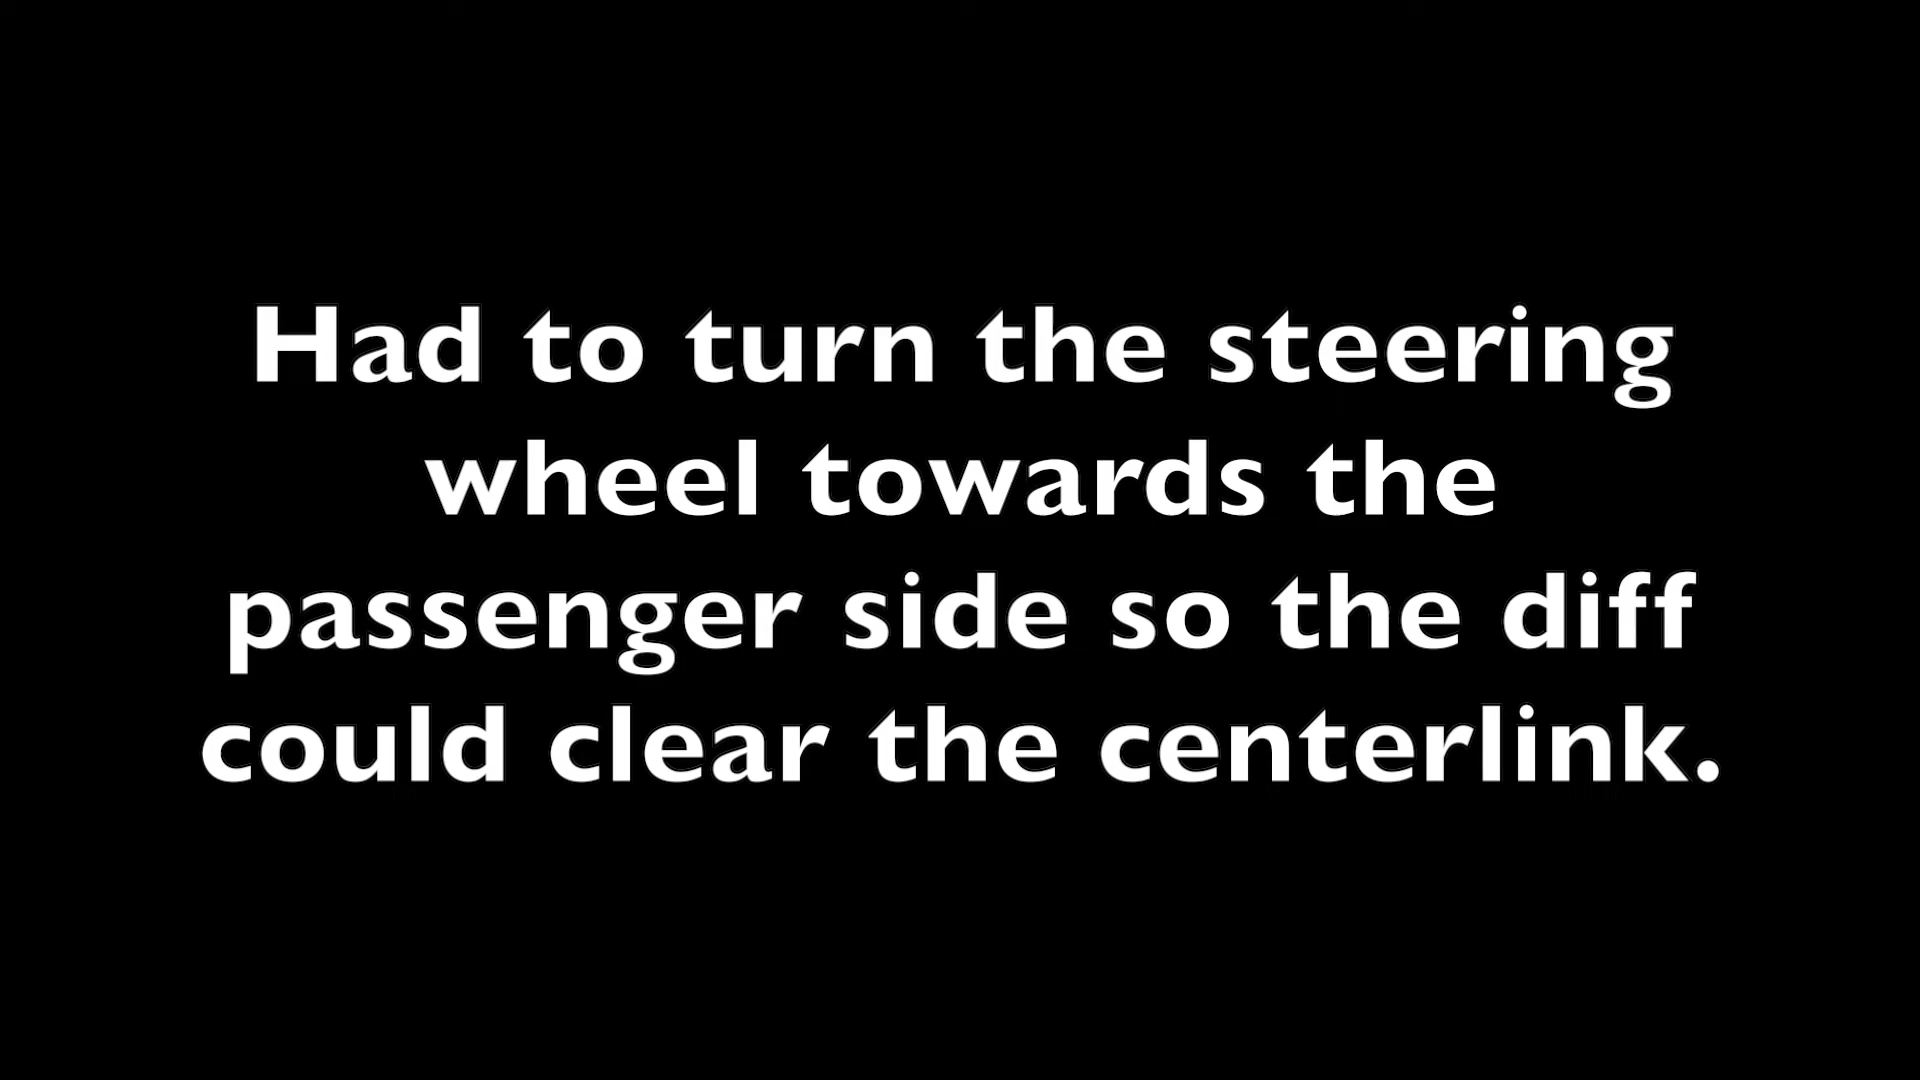 Had to turn the steering
wheel towards the
passenger side so the diff
could clear the centerlink.